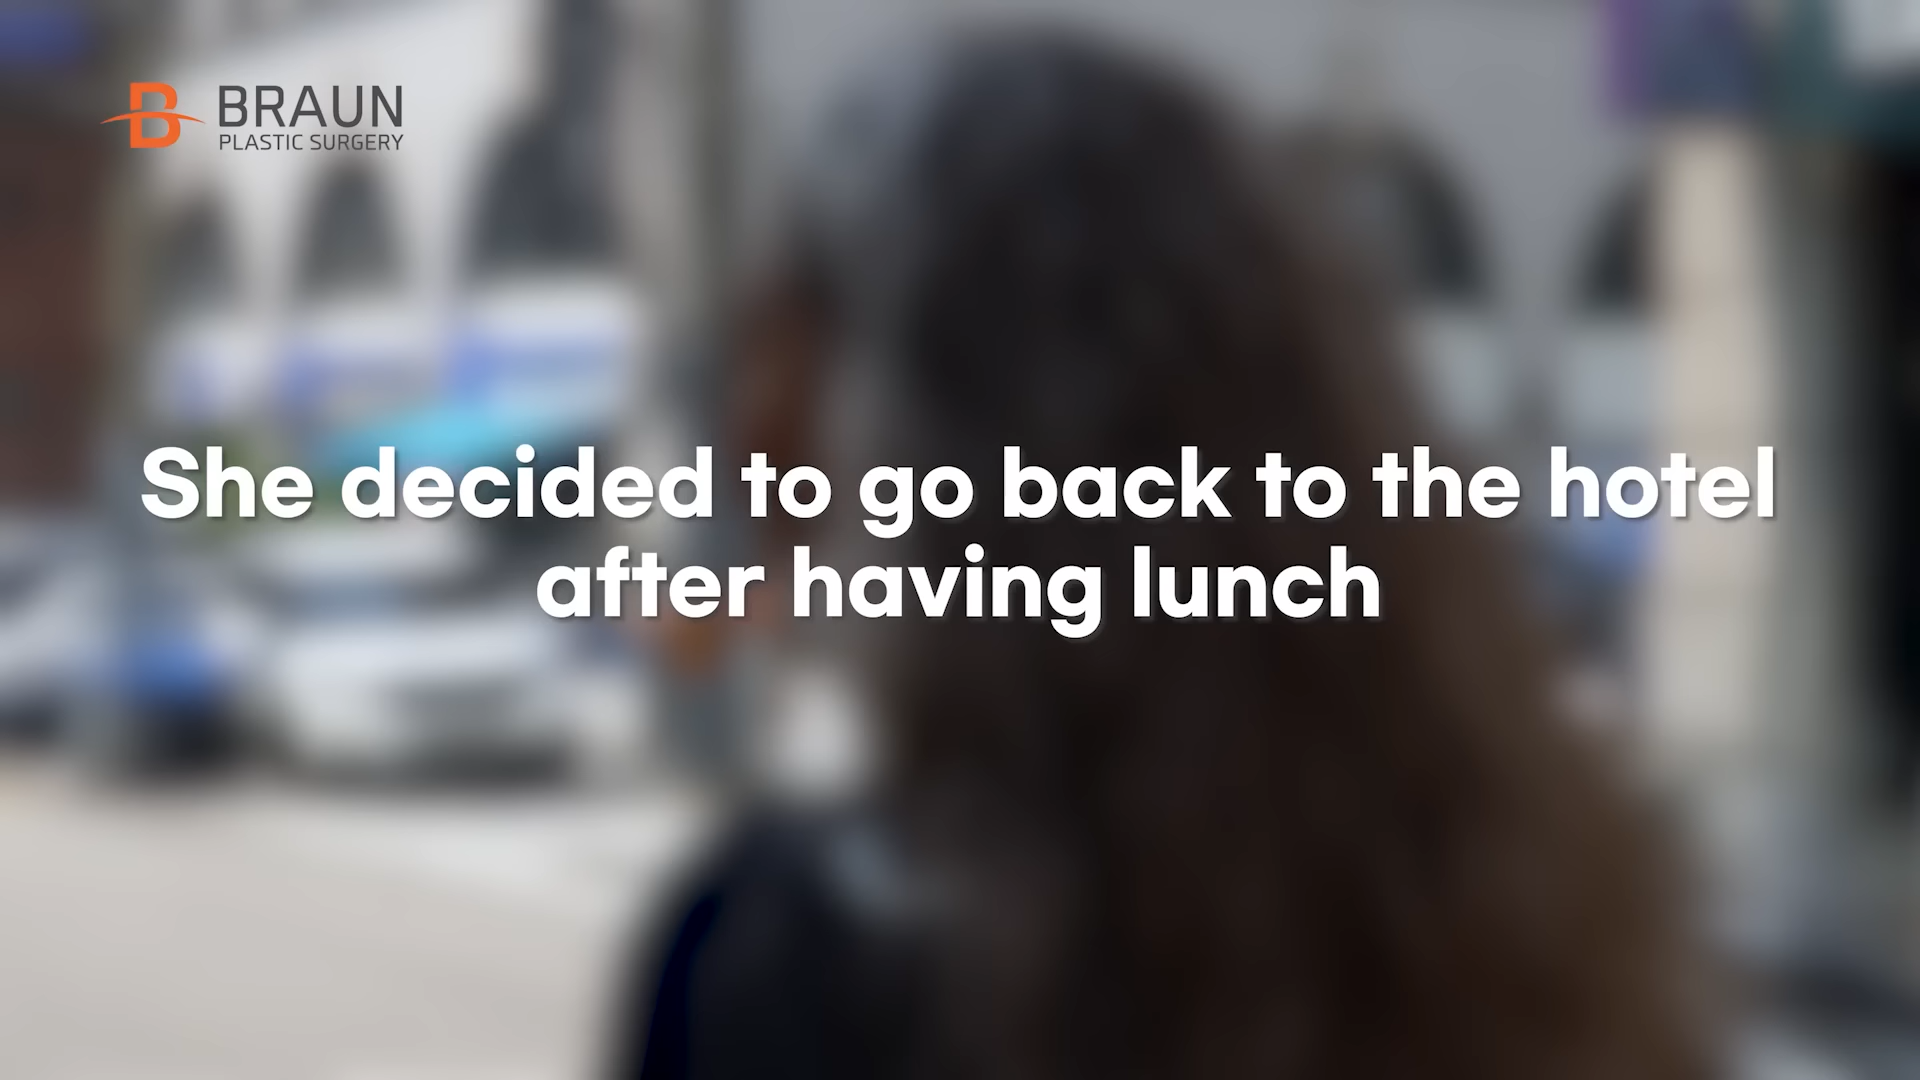 B BRAUN
PLASTIC SURGERY
She decided to go back to the hotel
after having lunch